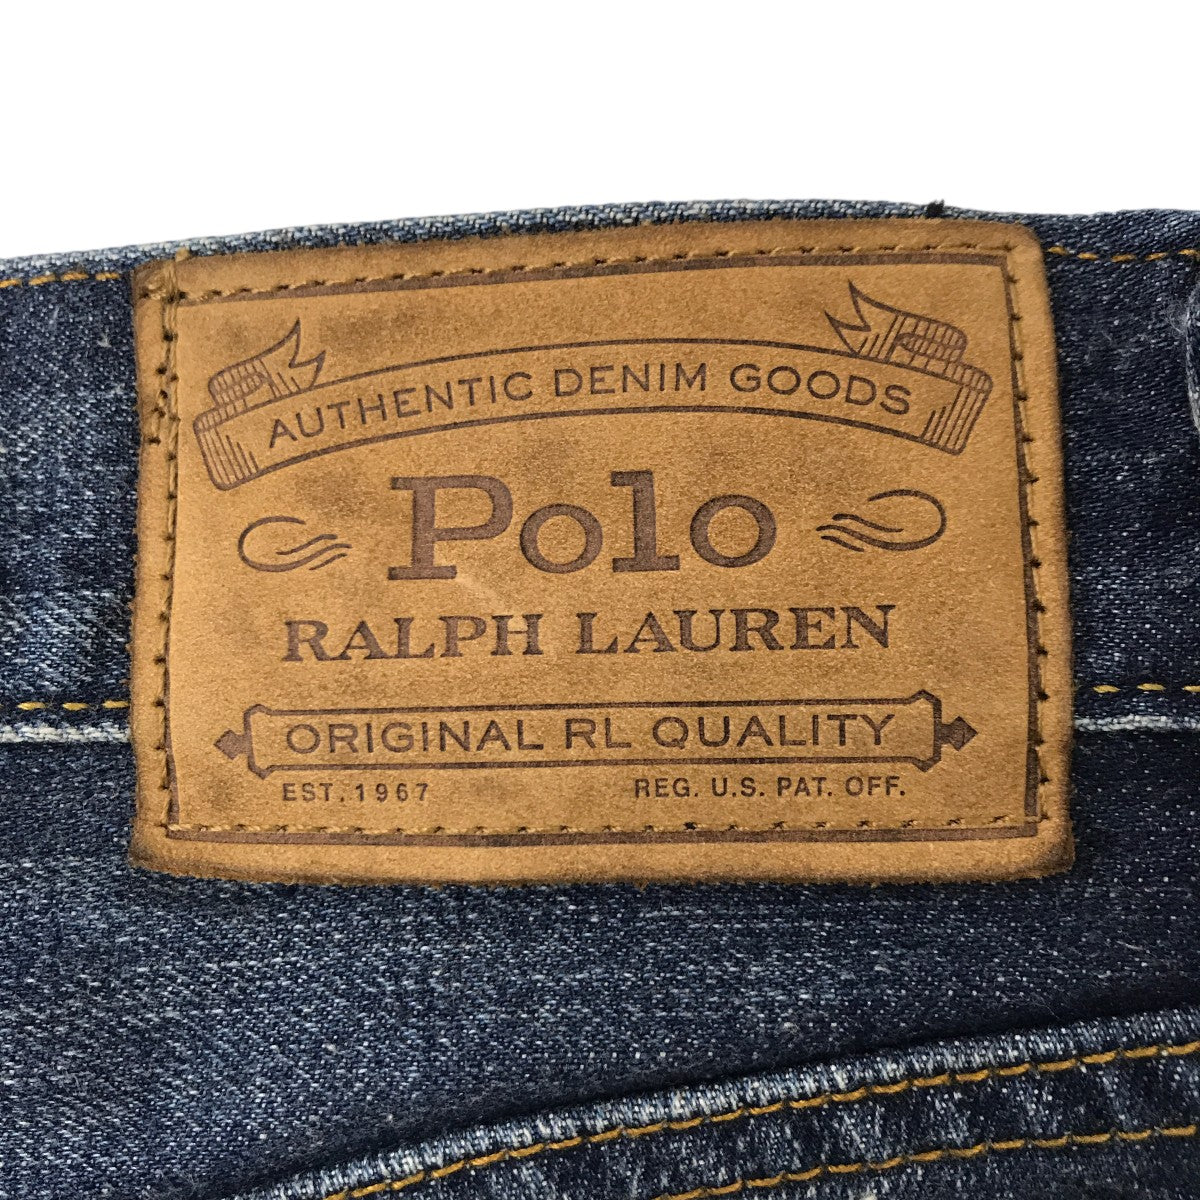 AUTHENTIC DENIM GOODS
Polo
RALPH LAUREN
ORIGINAL RL QUALITY
EST. 1967 REG. U.S. PAT. OFF.